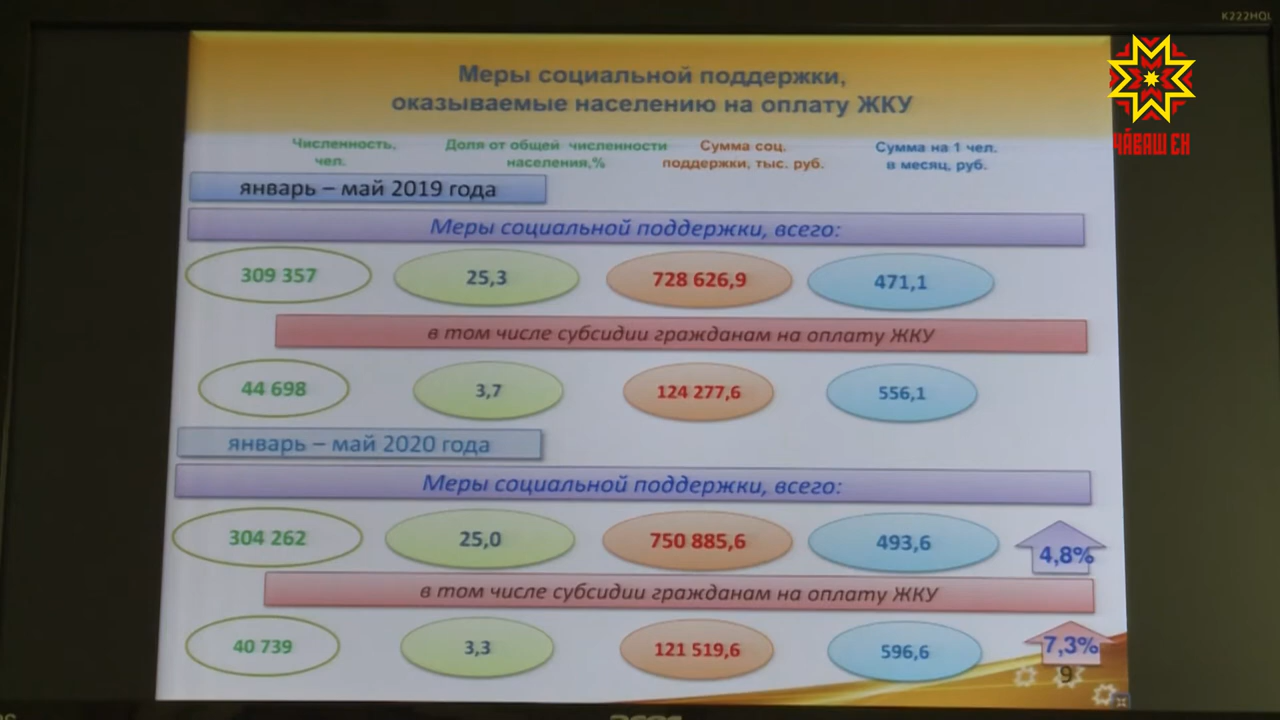 K222HQL
Меры социальной поддержки,
оказываемые населению на оплату ЖКУ
ЧӐВАШ ЕН
Численность, Доля от общей численности Сумма соц. Сумма на 1 чел.
чел. населения,% поддержки, тыс. руб. в месяц, руб.
январь – май 2019 года
Меры социальной поддержки, всего:
309 357 25,3 728 626,9 471,1
в том числе субсидии гражданам на оплату ЖКУ
44 698 3,7 124 277,6 556,1
январь – май 2020 года
Меры социальной поддержки, всего:
304 262 25,0 750 885,6 493,6 4,8%
в том числе субсидии гражданам на оплату ЖКУ
40 739 3,3 121 519,6 596,6 7,3%
9